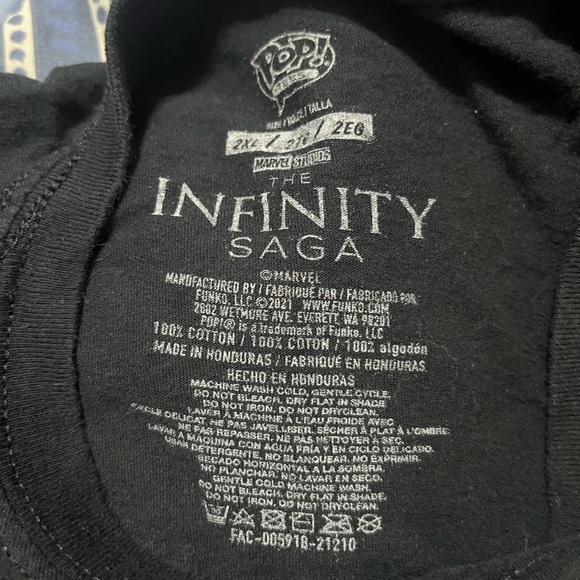 POP!
TEES
SIZE / TAILLE / TALLA
2XL / 2TG / 2EG
MARVEL STUDIOS
THE
INFINITY
SAGA
©MARVEL
MANUFACTURED BY / FABRIQUÉ PAR / FABRICADO POR
FUNKO, LLC ©2021 WWW.FUNKO.COM
2802 WETMORE AVE. EVERETT, WA 98201
POP!® is a trademark of Funko, LLC
100% COTTON / 100% COTON / 100% algodón
MADE IN HONDURAS / FABRIQUÉ EN HONDURAS
HECHO EN HONDURAS
MACHINE WASH COLD, GENTLE CYCLE.
DO NOT BLEACH. DRY FLAT IN SHADE
DO NOT IRON. DO NOT DRYCLEAN.
LAVER À MACHINE À L'EAU FROIDE AVEC
CYCLE DELICAT. NE PAS JAVELLISER. SÉCHER À PLAT À L'OMBRE
NE PAS REPASSER. NE PAS NETTOYER À SEC.
LAVAR A MAQUINA CON AGUA FRÍA Y EN CICLO DELICADO.
USAR DETERGENTE, NO BLANQUEAR. NO EXPRIMIR.
SECADO HORIZONTAL A LA SOMBRA
NO PLANCHAR. NO LAVAR EN SECO.
GENTLE COLD MACHINE WASH.
DO NOT BLEACH. DRY FLAT IN SHADE.
DO NOT IRON. DO NOT DRYCLEAN.
FAC-005918-21210